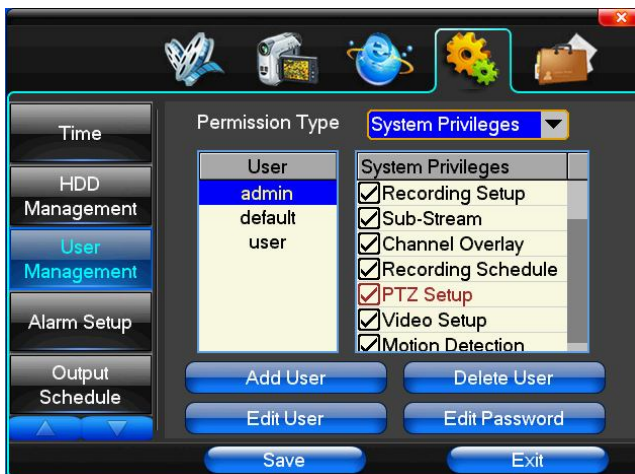 Time
HDD
Management
User
Management
Alarm Setup
Output
Schedule
Permission Type
System Privileges
User
admin
default
user
System Privileges
Recording Setup
Sub-Stream
Channel Overlay
Recording Schedule
PTZ Setup
Video Setup
Motion Detection
Add User
Delete User
Edit User
Edit Password
Save
Exit